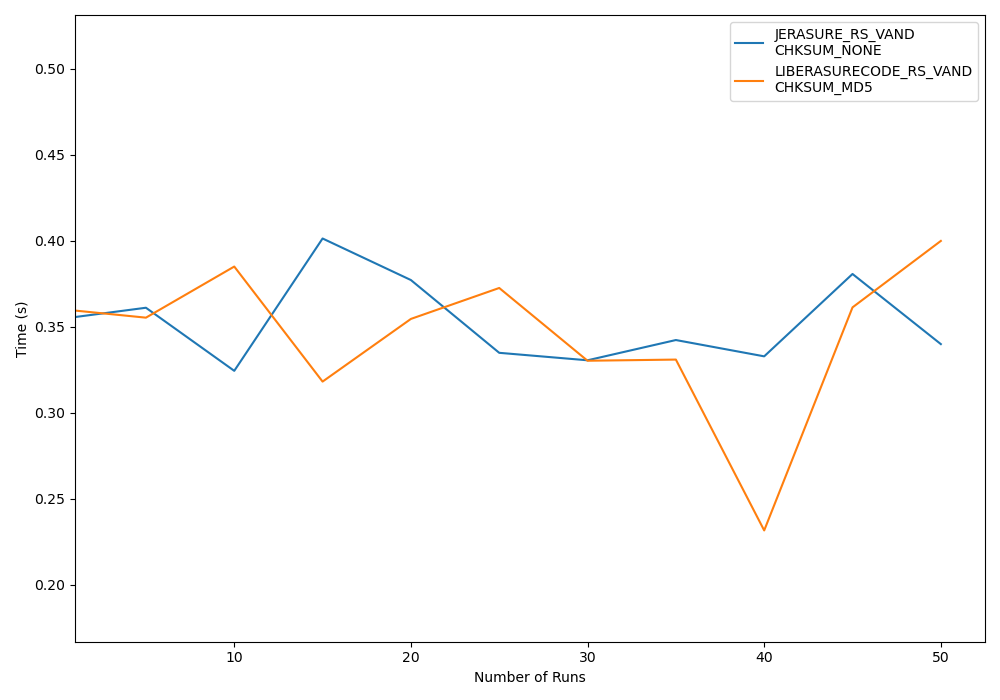 JERASURE_RS_VAND
CHKSUM_NONE
LIBERASURECODE_RS_VAND
CHKSUM_MD5
0.50
0.45
0.40
0.35
0.30
0.25
0.20
Time (s)
10 20 30 40 50
Number of Runs